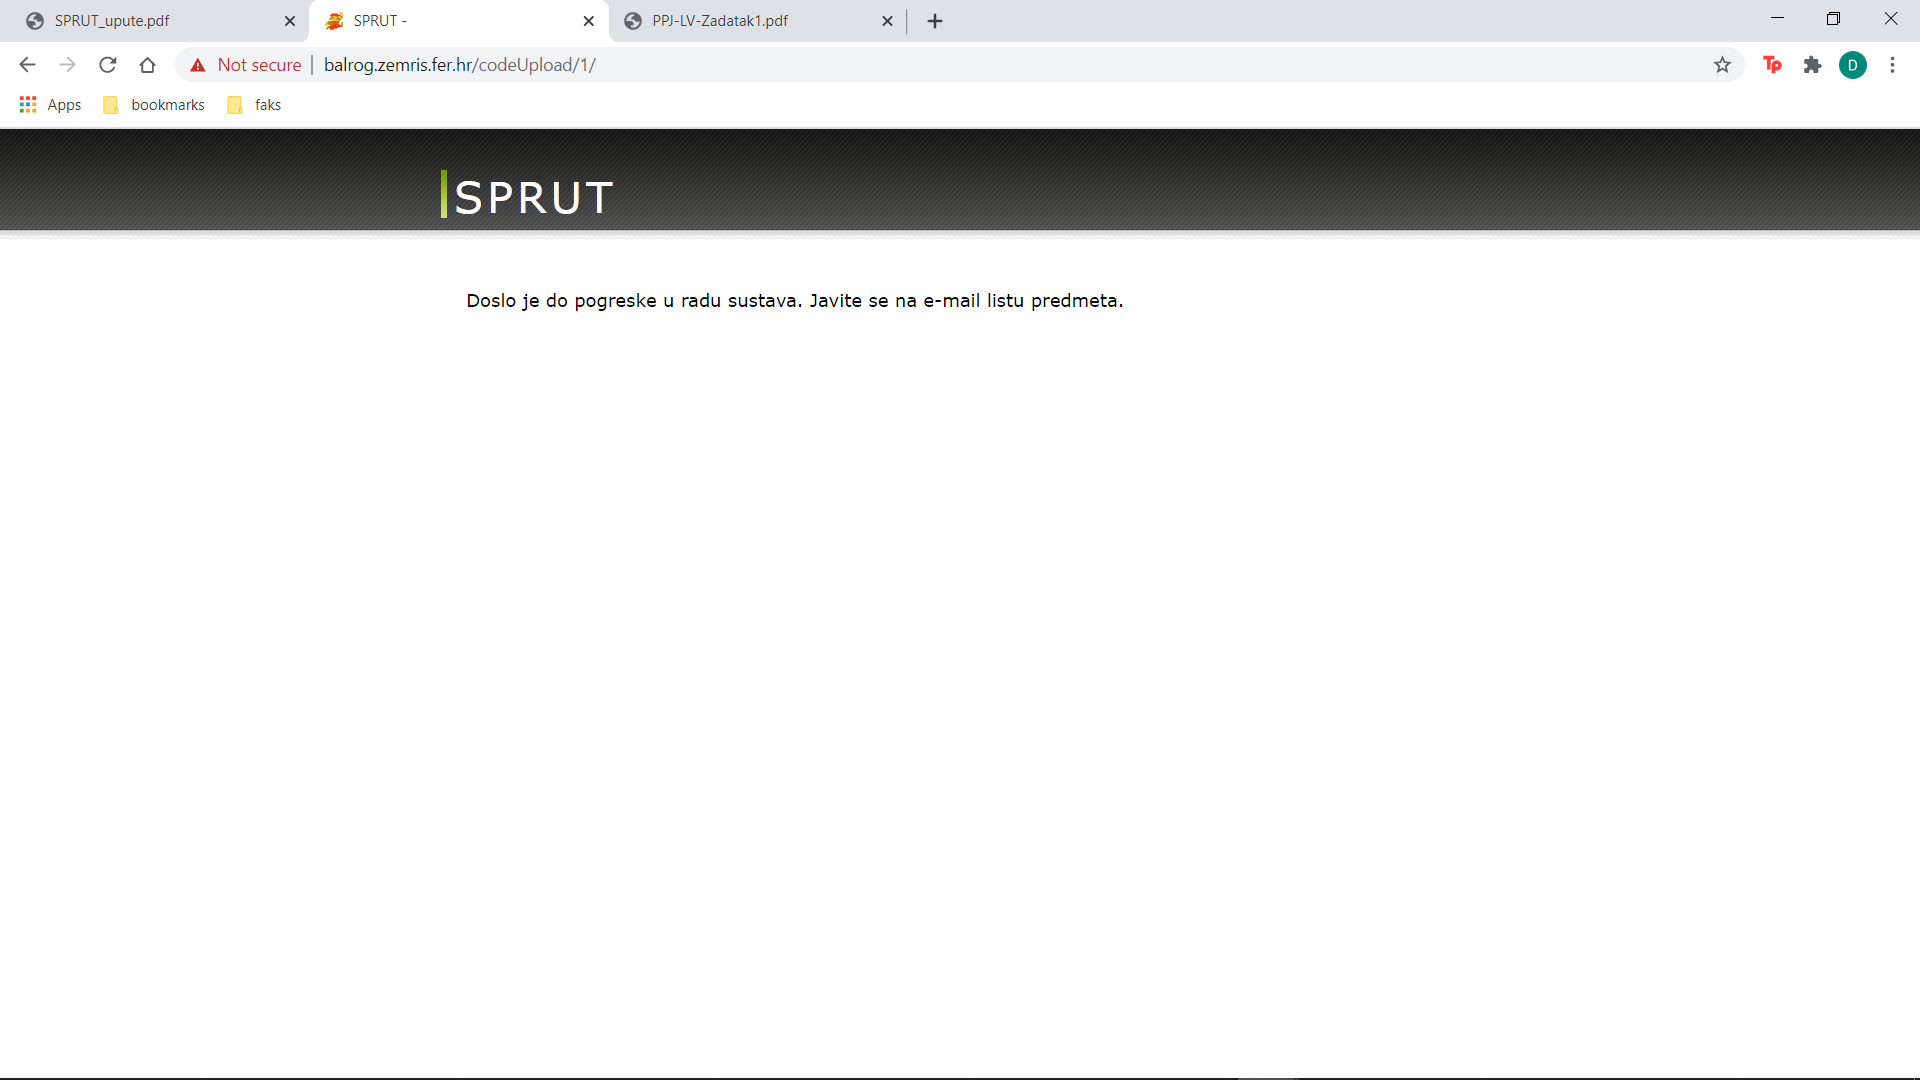 SPRUT_upute.pdf
SPRUT -
PPJ-LV-Zadatak1.pdf
Not secure
balrog.zemris.fer.hr/codeUpload/1/
Tp
D
Apps
bookmarks
faks
SPRUT
Doslo je do pogreske u radu sustava. Javite se na e-mail listu predmeta.